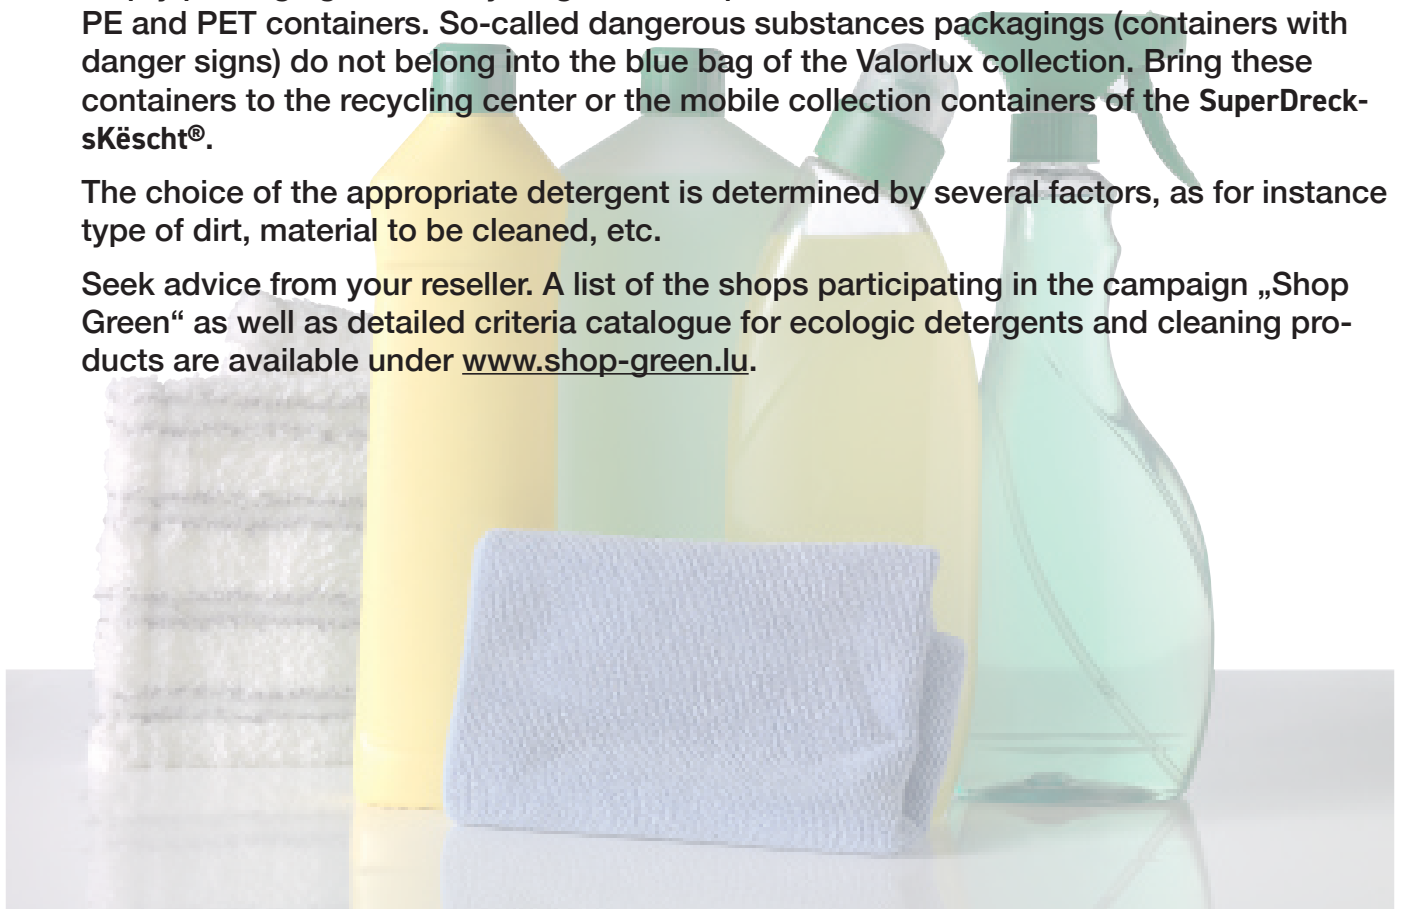 PE and PET containers. So-called dangerous substances packagings (containers with
danger signs) do not belong into the blue bag of the Valorlux collection. Bring these
containers to the recycling center or the mobile collection containers of the SuperDreck-
sKëscht®.
The choice of the appropriate detergent is determined by several factors, as for instance
type of dirt, material to be cleaned, etc.
Seek advice from your reseller. A list of the shops participating in the campaign „Shop
Green“ as well as detailed criteria catalogue for ecologic detergents and cleaning pro-
ducts are available under www.shop-green.lu.